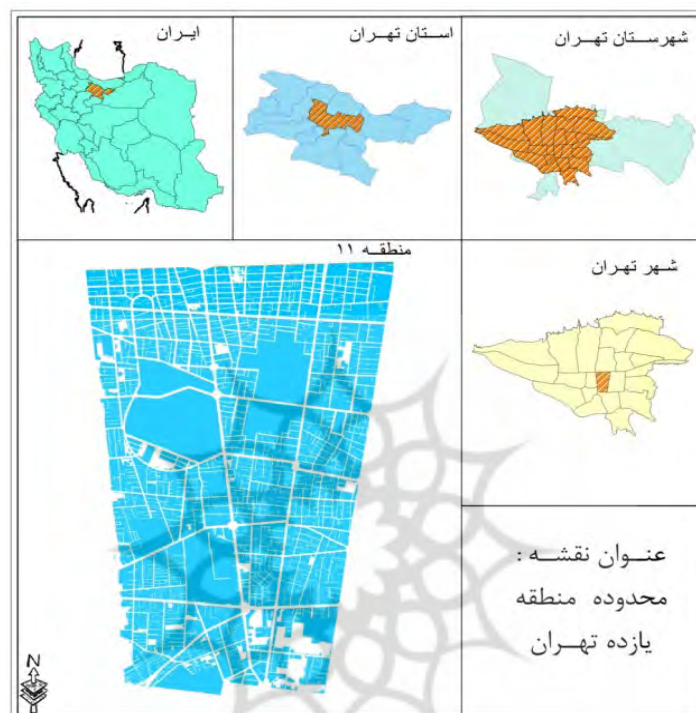 شهرستان تهران
استان تهران
ایران
منطقه ۱۱
شهر تهران
عنوان نقشه :
محدوده منطقه
یازده تهران
N